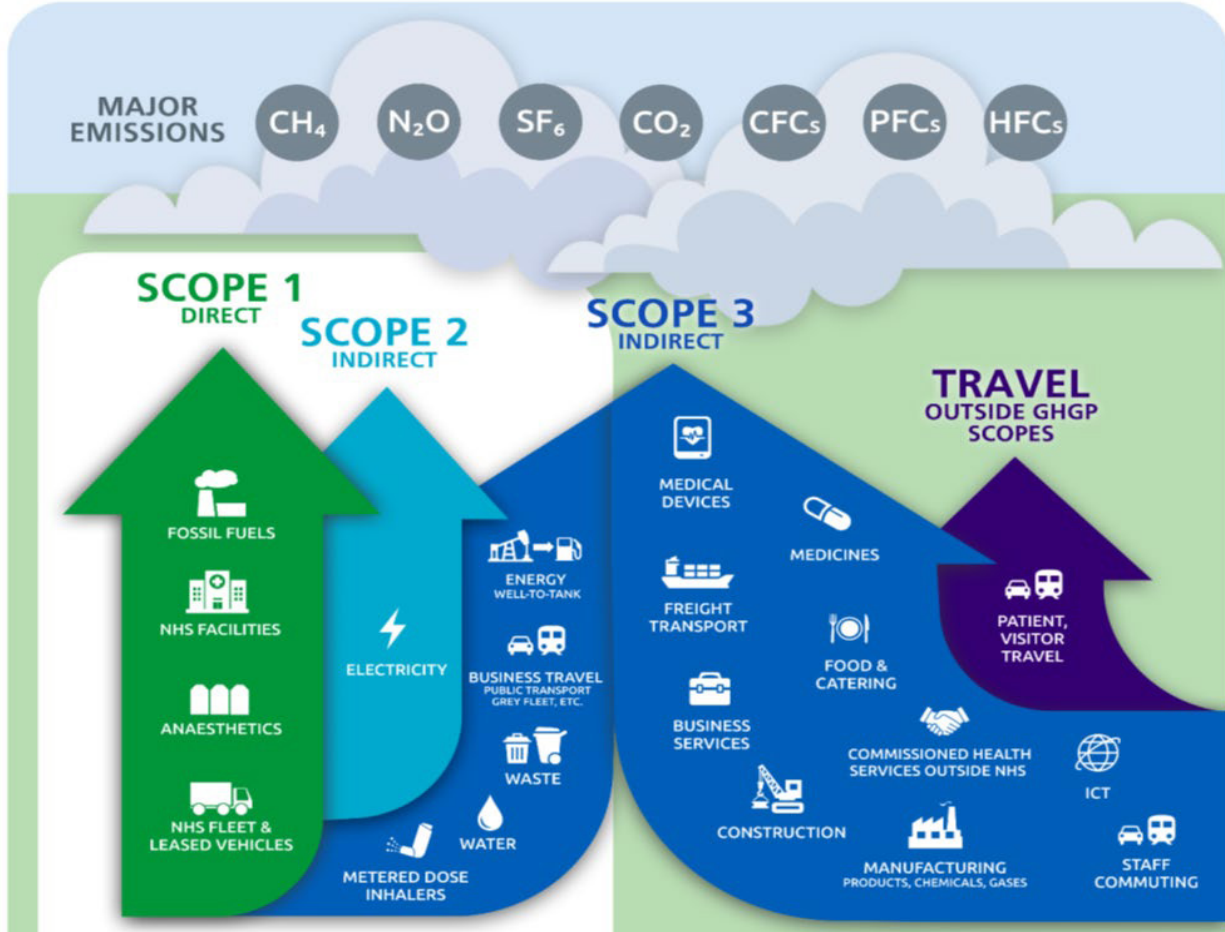 MAJOR
EMISSIONS
CH₄
N₂O
SF₆
CO₂
CFCs
PFCs
HFCs
SCOPE 1
DIRECT
SCOPE 2
INDIRECT
SCOPE 3
INDIRECT
TRAVEL
OUTSIDE GHGP
SCOPES
FOSSIL FUELS
NHS FACILITIES
ANAESTHETICS
NHS FLEET &
LEASED VEHICLES
ELECTRICITY
ENERGY
WELL-TO-TANK
BUSINESS TRAVEL
PUBLIC TRANSPORT
GREY FLEET, ETC.
WASTE
WATER
METERED DOSE
INHALERS
MEDICAL
DEVICES
MEDICINES
FREIGHT
TRANSPORT
FOOD &
CATERING
BUSINESS
SERVICES
COMMISSIONED HEALTH
SERVICES OUTSIDE NHS
ICT
CONSTRUCTION
MANUFACTURING
PRODUCTS, CHEMICALS, GASES
STAFF
COMMUTING
PATIENT,
VISITOR
TRAVEL